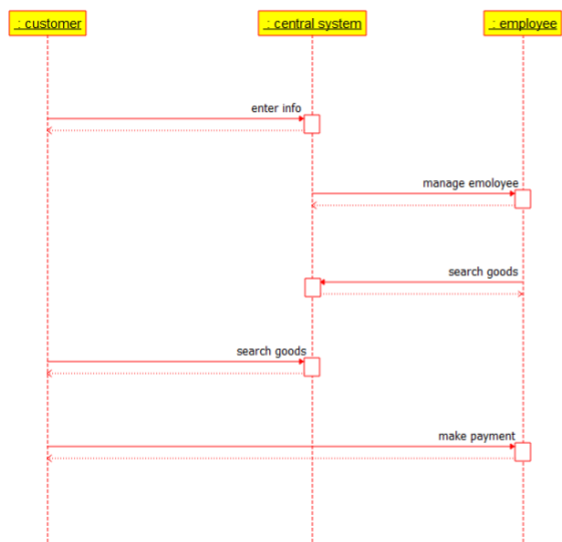 : customer
: central system
: employee
enter info
manage emoloyee
search goods
search goods
make payment